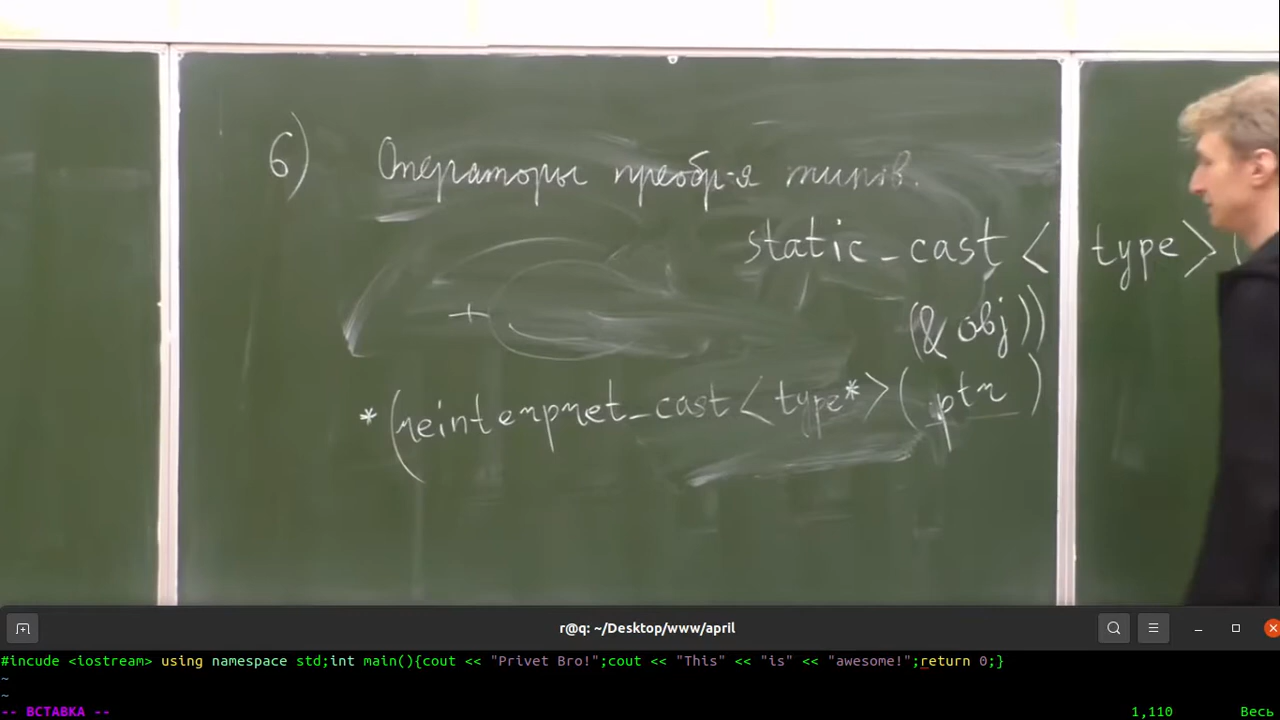 6) Операторы преобр-я типов.
static_cast < type > (
(& obj))
*(reinterpret_cast < type* > ( ptr )
r@q: ~/Desktop/www/april
#incude <iostream> using namespace std;int main(){cout << "Privet Bro!";cout << "This" << "is" << "awesome!";return 0;}
~
~
-- ВСТАВКА --
1,110
Весь